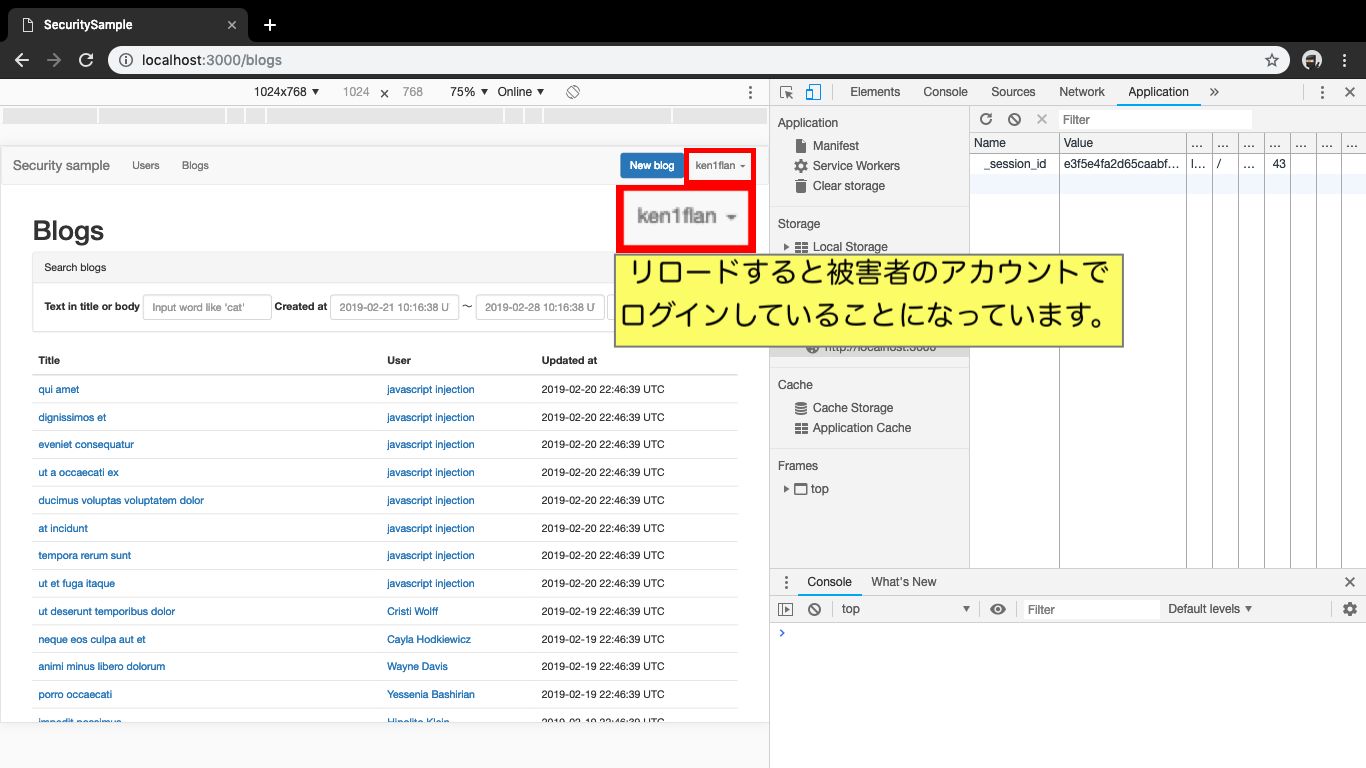 SecuritySample
localhost:3000/blogs
1024x768 ▼ 1024 × 768 75% ▼ Online ▼
Elements Console Sources Network Application »
Security sample Users Blogs New blog ken1flan
ken1flan
Blogs
Search blogs
Text in title or body Input word like 'cat' Created at 2019-02-21 10:16:38 U 〜 2019-02-28 10:16:38 U
リロードすると被害者のアカウントで
ログインしていることになっています。
Title User Updated at
qui amet javascript injection 2019-02-20 22:46:39 UTC
dignissimos et javascript injection 2019-02-20 22:46:39 UTC
eveniet consequatur javascript injection 2019-02-20 22:46:39 UTC
ut a occaecati ex javascript injection 2019-02-20 22:46:39 UTC
ducimus voluptas voluptatem dolor javascript injection 2019-02-20 22:46:39 UTC
at incidunt javascript injection 2019-02-20 22:46:39 UTC
tempora rerum sunt javascript injection 2019-02-20 22:46:39 UTC
ut et fuga itaque javascript injection 2019-02-20 22:46:39 UTC
ut deserunt temporibus dolor Cristi Wolff 2019-02-19 22:46:39 UTC
neque eos culpa aut et Cayla Hodkiewicz 2019-02-19 22:46:39 UTC
animi minus libero dolorum Wayne Davis 2019-02-19 22:46:39 UTC
porro occaecati Yessenia Bashirian 2019-02-19 22:46:39 UTC
Application
Manifest
Service Workers
Clear storage
Storage
Local Storage
http://localhost:3000
Cache
Cache Storage
Application Cache
Frames
top
Filter
Name Value ... ... ... ... ... ... ...
_session_id e3f5e4fa2d65caabf... l... / ... 43
Console What's New
top ▼ Filter Default levels ▼